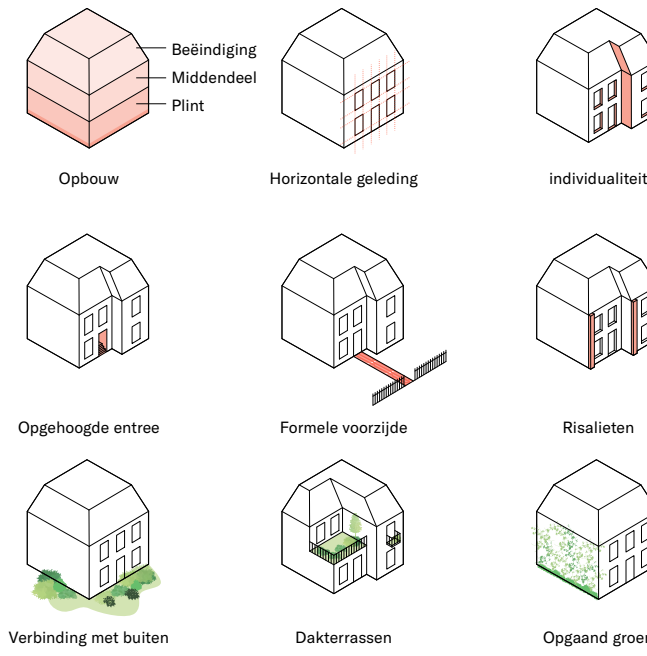 Beëindiging
Middendeel
Plint
Opbouw
Horizontale geleding
individualiteit
Opgehoogde entree
Formele voorzijde
Risalieten
Verbinding met buiten
Dakterrassen
Opgaand groen